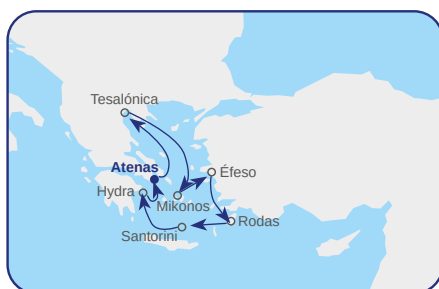 Tesalónica
Atenas
Éfeso
Hydra
Mikonos
Rodas
Santorini